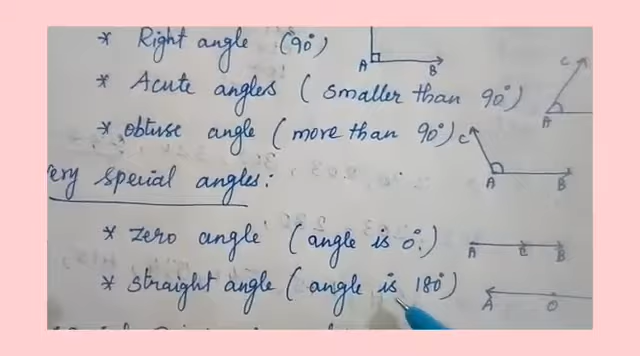 * Right angle (90°)
A B
* Acute angles (smaller than 90°)
C
A
* obtuse angle (more than 90°)
C
A B
ery special angles:
* zero angle (angle is 0°.)
A C B
* straight angle (angle is 180°)
A O